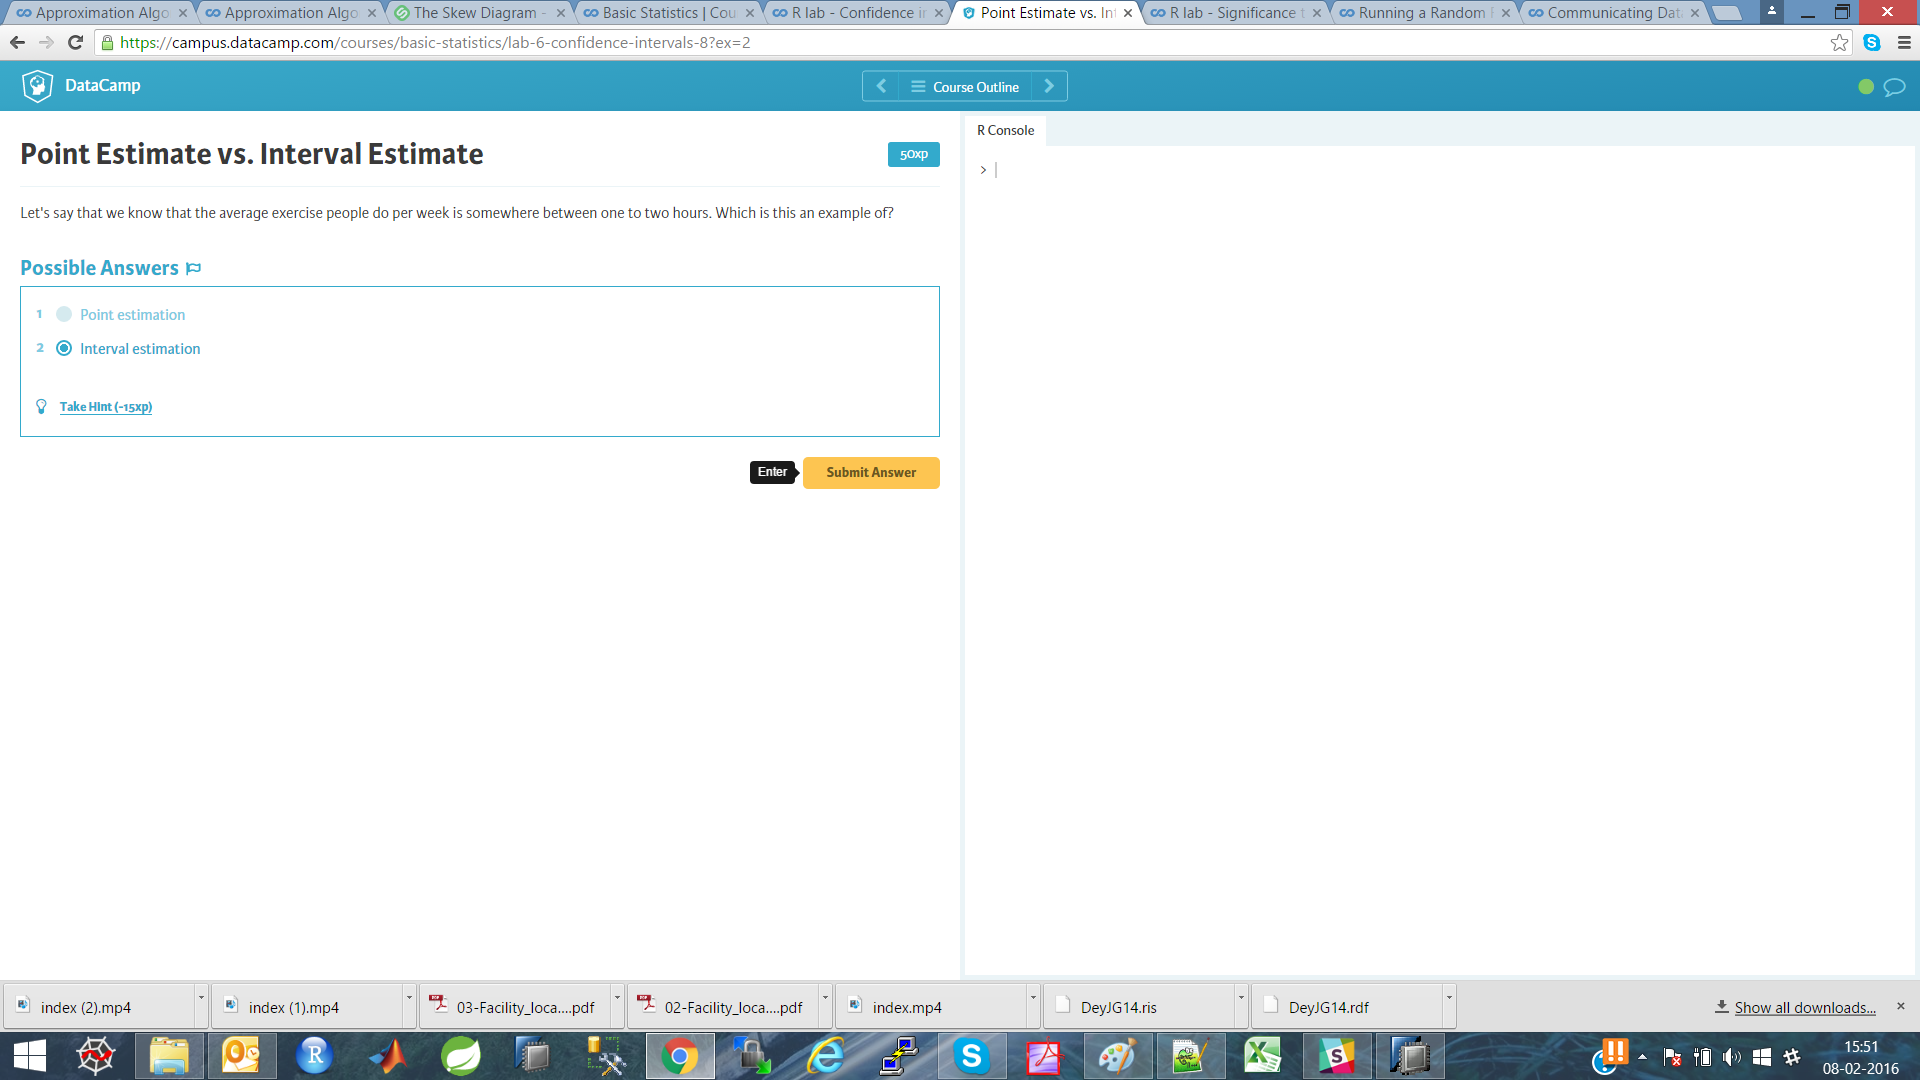 Approximation Algo
Approximation Algo
The Skew Diagram -
Basic Statistics | Cou
R lab - Confidence in
Point Estimate vs. Int
R lab - Significance t
Running a Random
Communicating Data
https://campus.datacamp.com/courses/basic-statistics/lab-6-confidence-intervals-8?ex=2
DataCamp
Course Outline
Point Estimate vs. Interval Estimate
50xp
R Console
>
Let's say that we know that the average exercise people do per week is somewhere between one to two hours. Which is this an example of?
Possible Answers
1 Point estimation
2 Interval estimation
Take Hint (-15xp)
Enter
Submit Answer
index (2).mp4
index (1).mp4
03-Facility_loca....pdf
02-Facility_loca....pdf
index.mp4
DeyJG14.ris
DeyJG14.rdf
Show all downloads...
15:51
08-02-2016